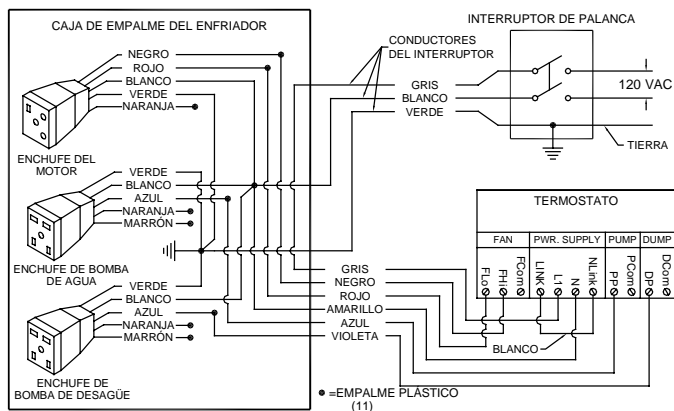 CAJA DE EMPALME DEL ENFRIADOR
NEGRO
ROJO
BLANCO
VERDE
NARANJA
ENCHUFE DEL
MOTOR
VERDE
BLANCO
AZUL
NARANJA
MARRÓN
ENCHUFE DE BOMBA
DE AGUA
VERDE
BLANCO
AZUL
NARANJA
MARRÓN
ENCHUFE DE
BOMBA DE DESAGÜE
CONDUCTORES
DEL INTERRUPTOR
GRIS
BLANCO
VERDE
INTERRUPTOR DE PALANCA
120 VAC
TIERRA
TERMOSTATO
FAN PWR. SUPPLY PUMP DUMP
FLo FHi FCom LINK L1 N NLink PP PCom DP DCom
GRIS
NEGRO
ROJO
AMARILLO
AZUL
VIOLETA
BLANCO
=EMPALME PLÁSTICO
(11)